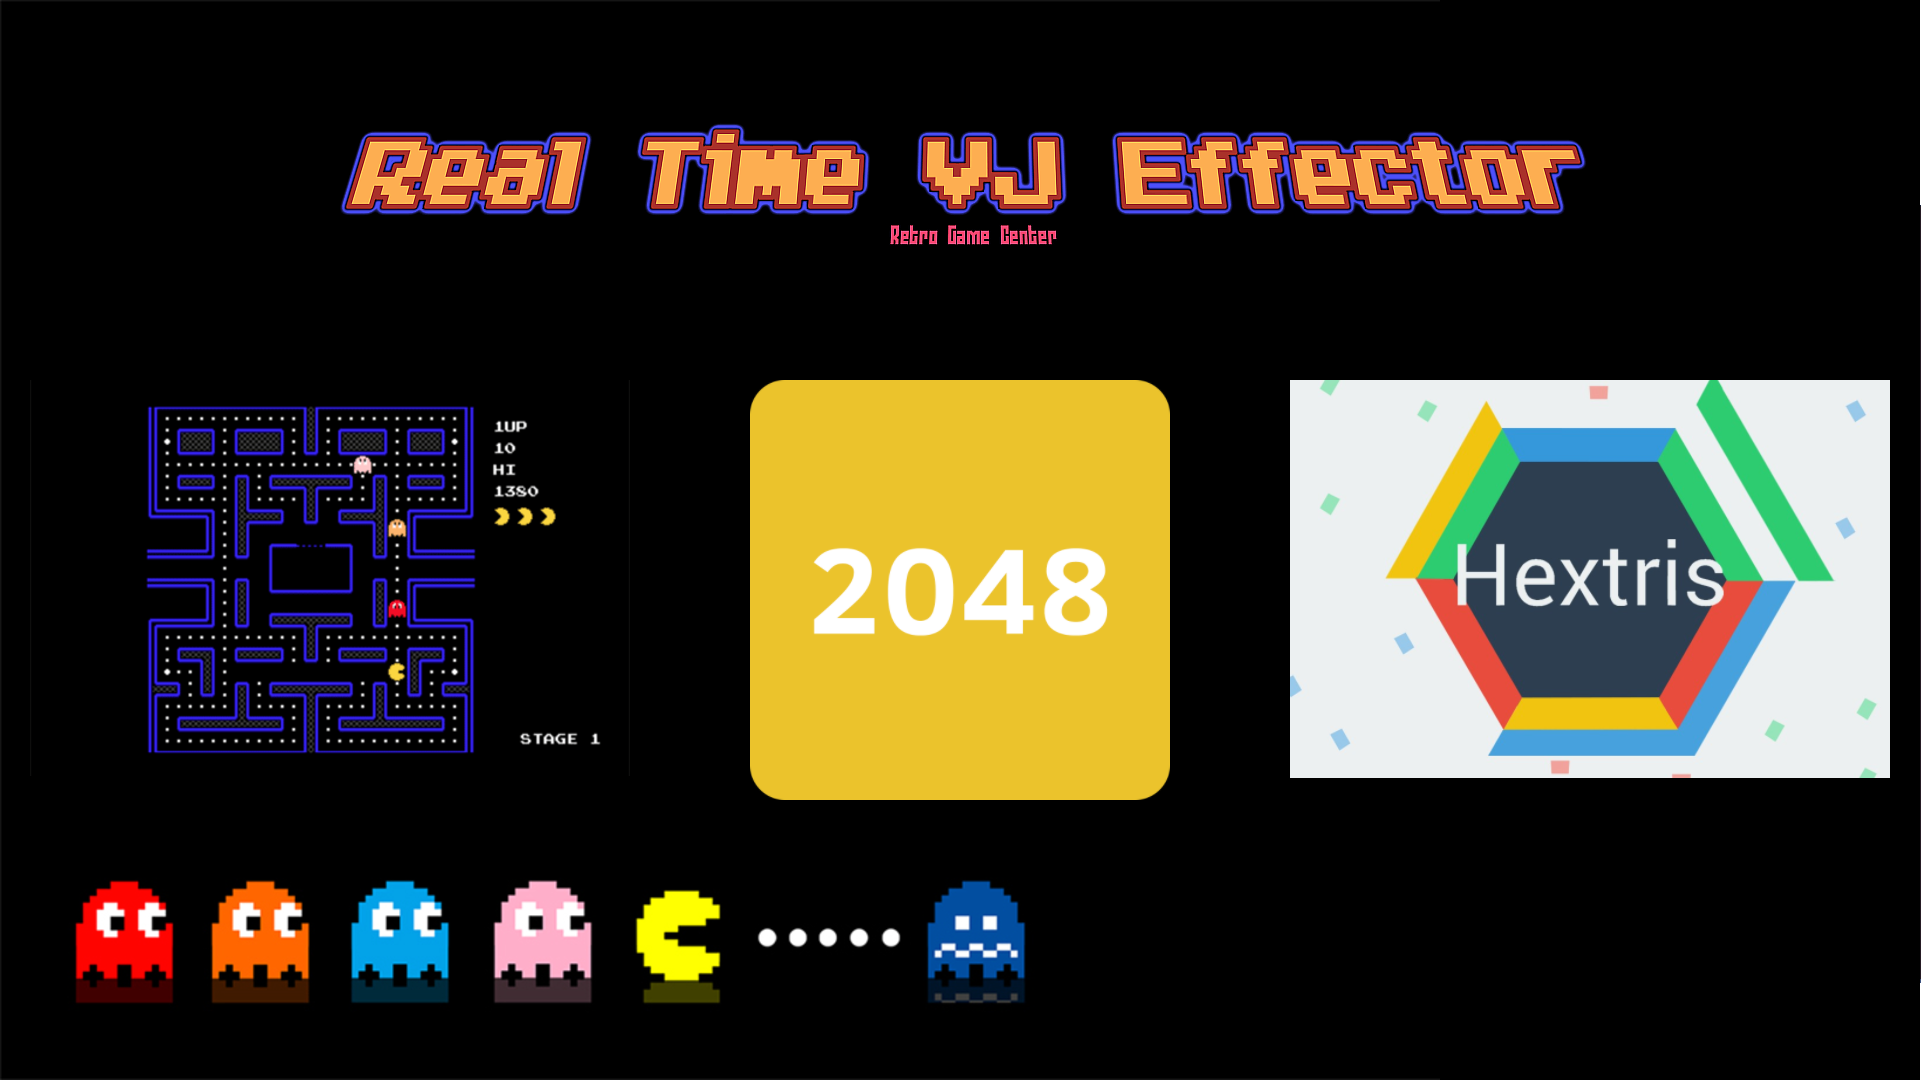 Real Time VJ Effector
Retro Game Center
1UP
10
HI
1380
STAGE 1
2048
Hextris